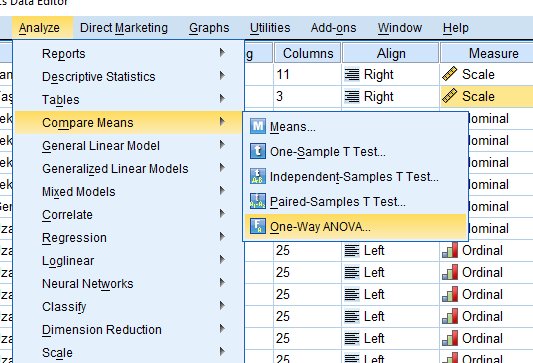 ts Data Editor
Analyze Direct Marketing Graphs Utilities Add-ons Window Help
g Columns Align Measure
11 Right Scale
3 Right Scale
Reports
Descriptive Statistics
Tables
Compare Means
General Linear Model
Generalized Linear Models
Mixed Models
Correlate
Regression
Loglinear
Neural Networks
Classify
Dimension Reduction
Scale
Means...
One-Sample T Test...
Independent-Samples T Test...
Paired-Samples T Test...
One-Way ANOVA...
ominal
ominal
ominal
ominal
ominal
Nominal
25 Left Ordinal
25 Left Ordinal
25 Left Ordinal
25 Left Ordinal
25 Left Ordinal